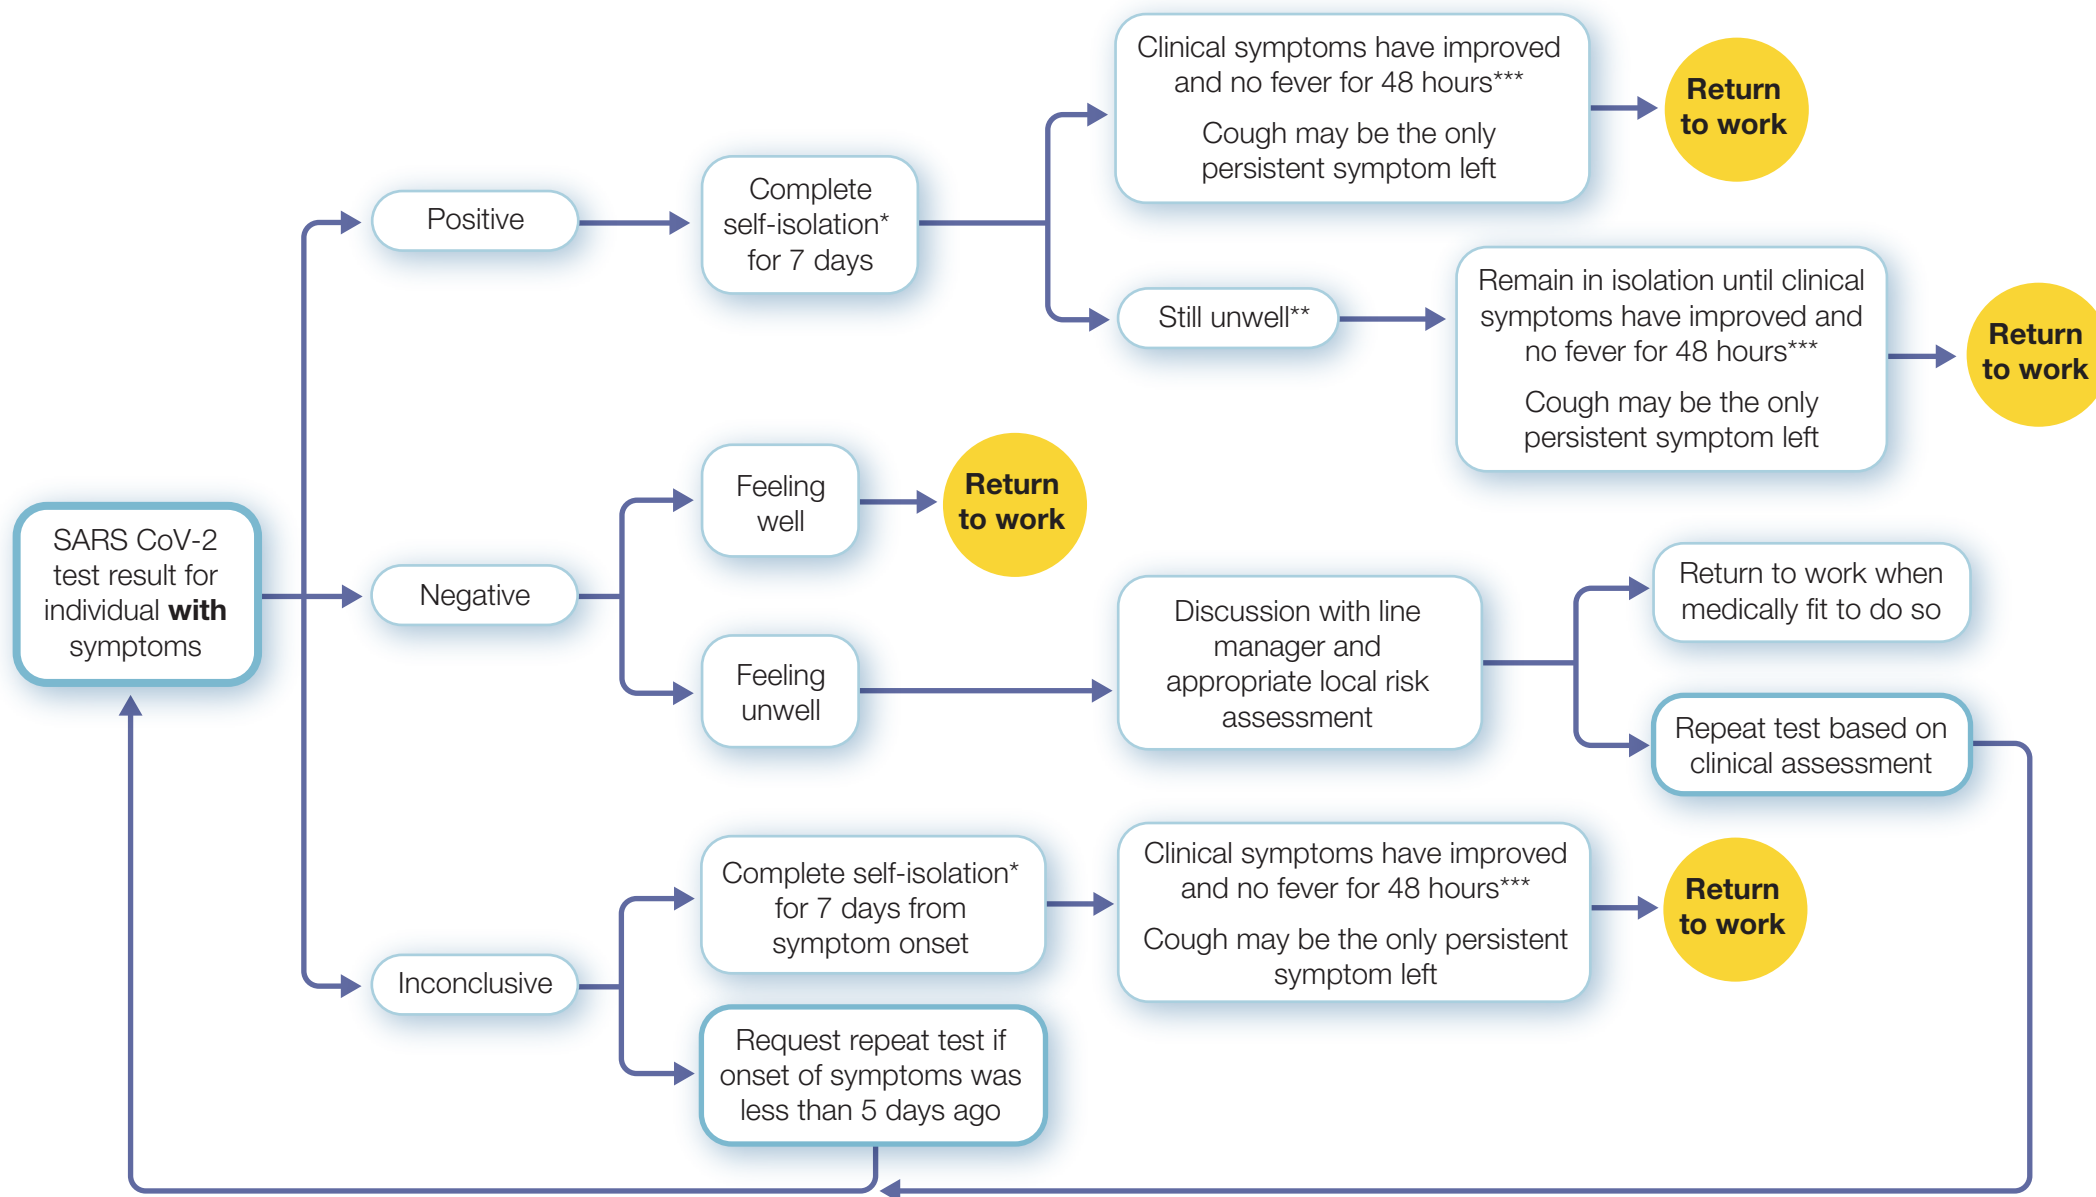 SARS CoV-2
test result for
individual with
symptoms
Positive
Complete
self-isolation*
for 7 days
Clinical symptoms have improved
and no fever for 48 hours***
Cough may be the only
persistent symptom left
Return
to work
Still unwell**
Remain in isolation until clinical
symptoms have improved and
no fever for 48 hours***
Cough may be the only
persistent symptom left
Return
to work
Negative
Feeling
well
Return
to work
Feeling
unwell
Discussion with line
manager and
appropriate local risk
assessment
Return to work when
medically fit to do so
Repeat test based on
clinical assessment
Inconclusive
Complete self-isolation*
for 7 days from
symptom onset
Clinical symptoms have improved
and no fever for 48 hours***
Cough may be the only persistent
symptom left
Return
to work
Request repeat test if
onset of symptoms was
less than 5 days ago